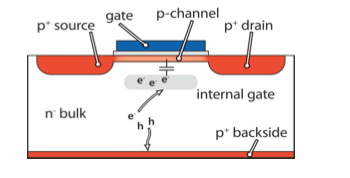 gate
p-channel
p⁺ source
p⁺ drain
e⁻ e⁻ e⁻
internal gate
n⁻ bulk
e⁻
h h
p⁺ backside